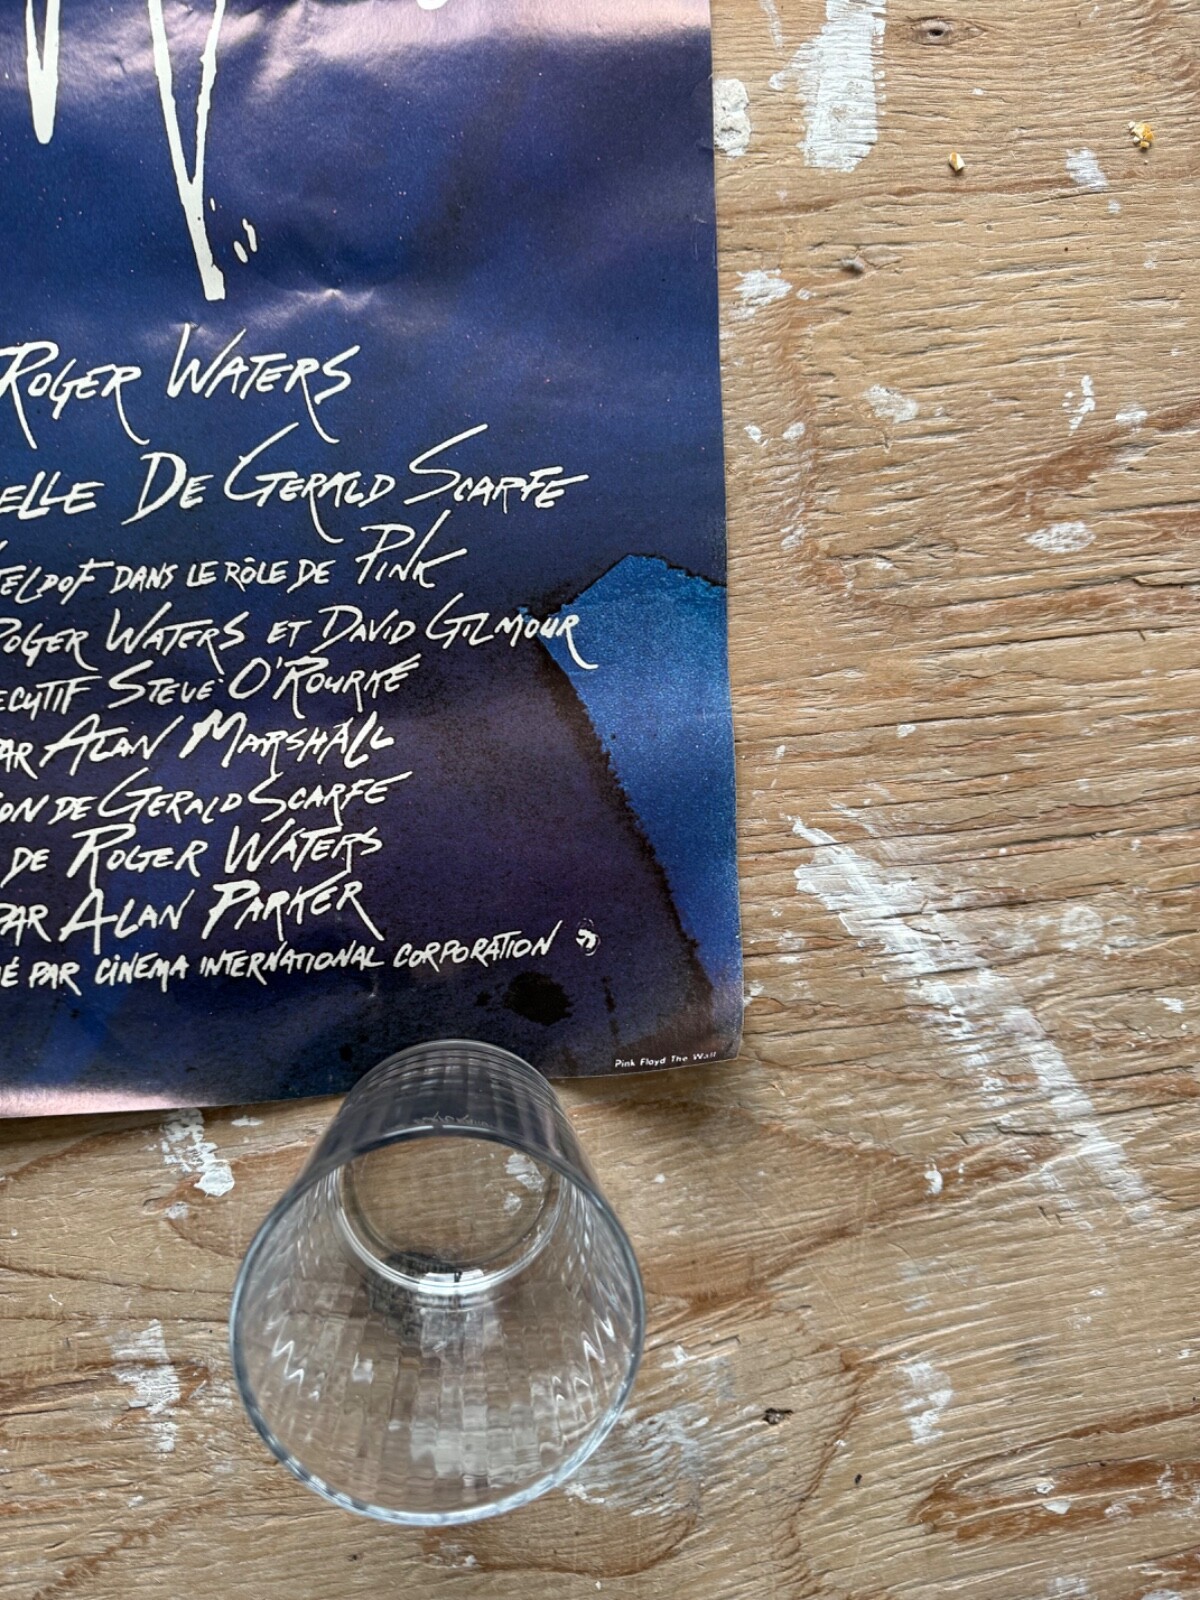 ROGER WATERS
ELLE DE GERALD SCARFE
GELDOF DANS LE RÔLE DE PINK
ROGER WATERS ET DAVID GILMOUR
ECUTIF STEVE O'ROURKE
PAR ALAN MARSHALL
ION DE GERALD SCARFE
DE ROGER WATERS
PAR ALAN PARKER
É PAR CINEMA INTERNATIONAL CORPORATION
Pink Floyd The Wall